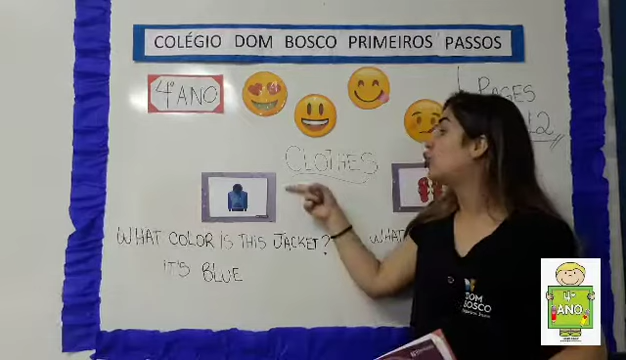 COLÉGIO DOM BOSCO PRIMEIROS PASSOS
4º ANO
PAGES
12
CLOTHES
WHAT COLOR IS THIS JACKET?
IT'S BLUE
WHAT
DOM
BOSCO
4º
ANO